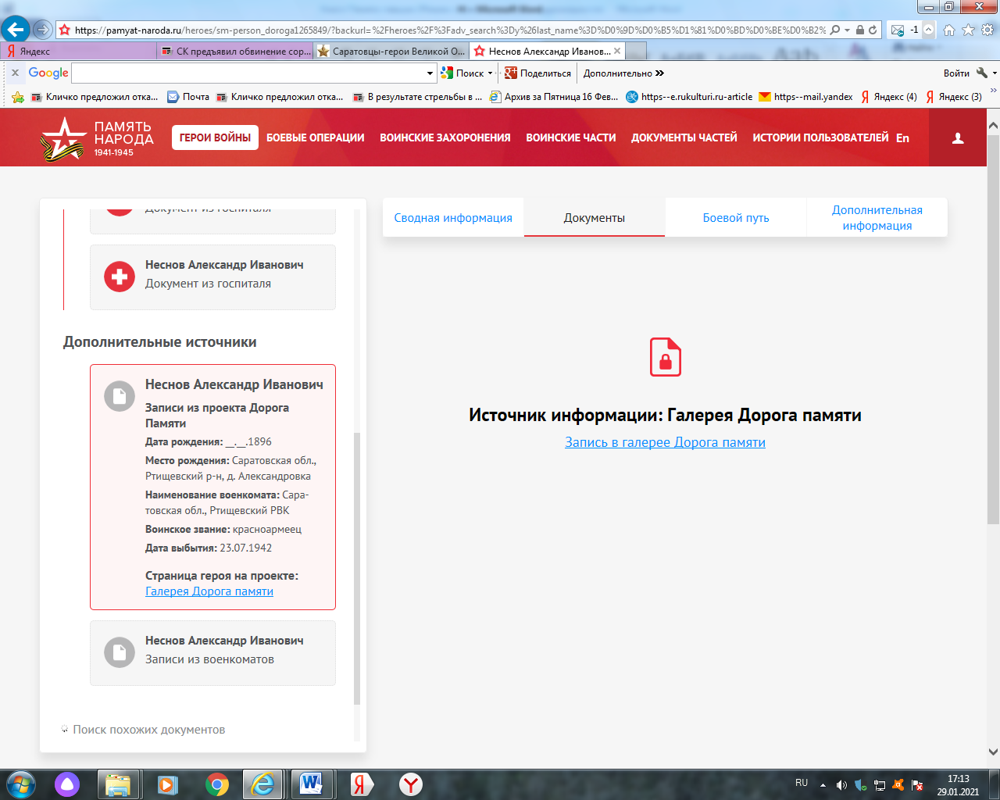 https://pamyat-naroda.ru/heroes/sm-person_doroga1265849/?backurl=%2Fheroes%2F%3Fadv_search%3Dy%26last_name%3D%D0%9D%D0%B5%D1%81%D0%BD%D0%BE%D0%B2%
-1
Яндекс
СК предъявил обвинение сор...
Саратовцы-герои Великой О...
Неснов Александр Иванов...
Google
Поиск
Поделиться
Дополнительно
Войти
Кличко предложил отка...
Почта
Кличко предложил отка...
В результате стрельбы в ...
Архив за Пятница 16 Фев...
https--e.rukulturi.ru-article
https--mail.yandex
Яндекс (4)
Яндекс (3)
ПАМЯТЬ
НАРОДА
1941-1945
ГЕРОИ ВОЙНЫ
БОЕВЫЕ ОПЕРАЦИИ
ВОИНСКИЕ ЗАХОРОНЕНИЯ
ВОИНСКИЕ ЧАСТИ
ДОКУМЕНТЫ ЧАСТЕЙ
ИСТОРИИ ПОЛЬЗОВАТЕЛЕЙ
En
Документ из госпиталя
Неснов Александр Иванович
Документ из госпиталя
Дополнительные источники
Неснов Александр Иванович
Записи из проекта Дорога
Памяти
Дата рождения: __.__.1896
Место рождения: Саратовская обл.,
Ртищевский р-н, д. Александровка
Наименование военкомата: Сара-
товская обл., Ртищевский РВК
Воинское звание: красноармеец
Дата выбытия: 23.07.1942
Страница героя на проекте:
Галерея Дорога памяти
Неснов Александр Иванович
Записи из военкоматов
Поиск похожих документов
Сводная информация
Документы
Боевой путь
Дополнительная
информация
Источник информации: Галерея Дорога памяти
Запись в галерее Дорога памяти
RU
17:13
29.01.2021